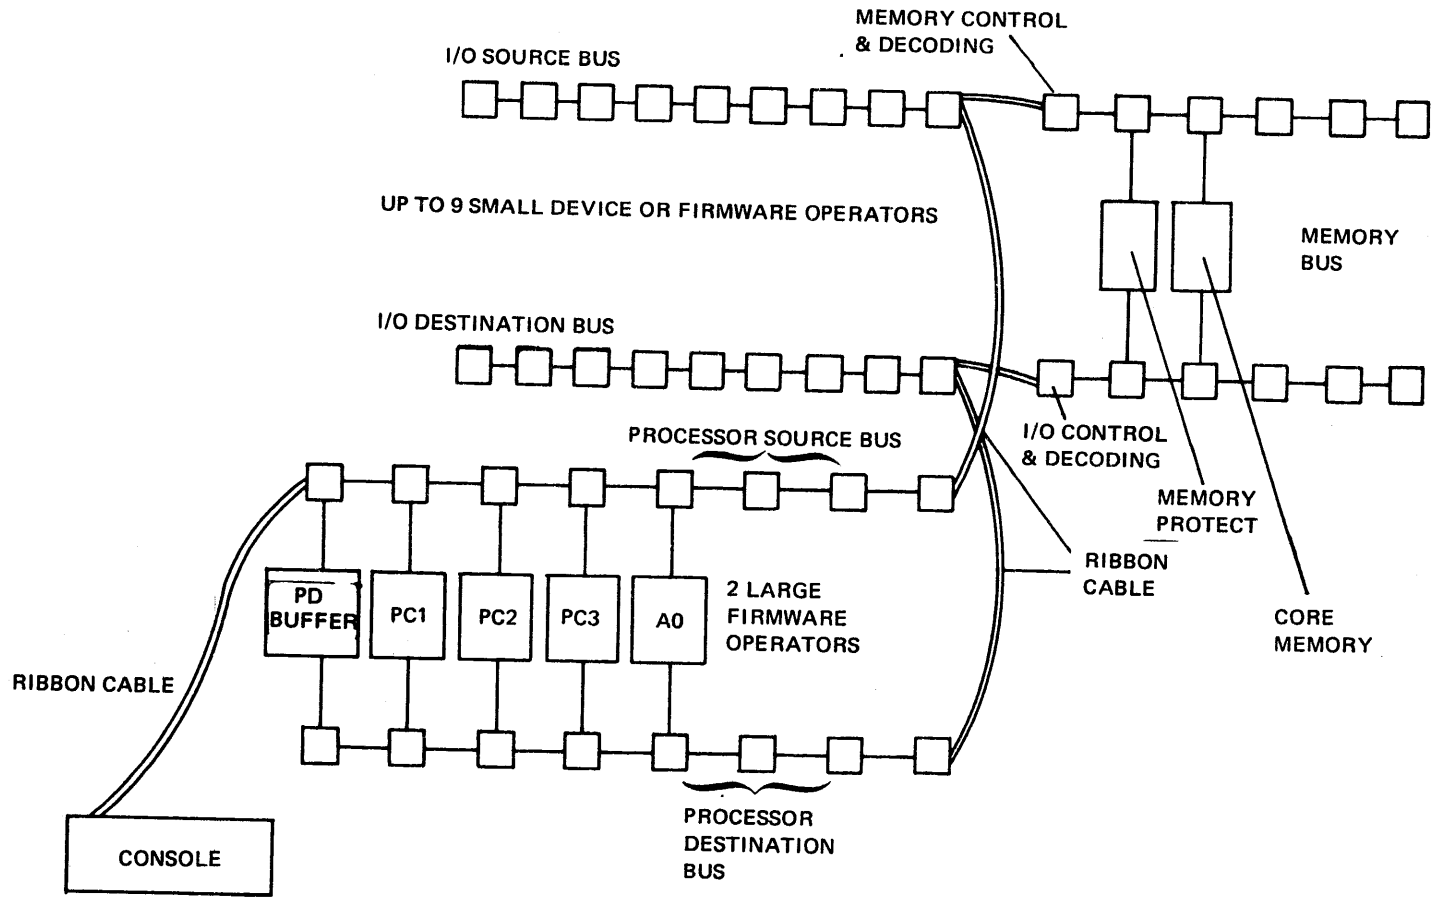 MEMORY CONTROL
& DECODING
I/O SOURCE BUS
UP TO 9 SMALL DEVICE OR FIRMWARE OPERATORS
MEMORY
BUS
I/O DESTINATION BUS
PROCESSOR SOURCE BUS
I/O CONTROL
& DECODING
MEMORY
PROTECT
RIBBON
CABLE
CORE
MEMORY
PD
BUFFER
PC1
PC2
PC3
A0
2 LARGE
FIRMWARE
OPERATORS
RIBBON CABLE
PROCESSOR
DESTINATION
BUS
CONSOLE